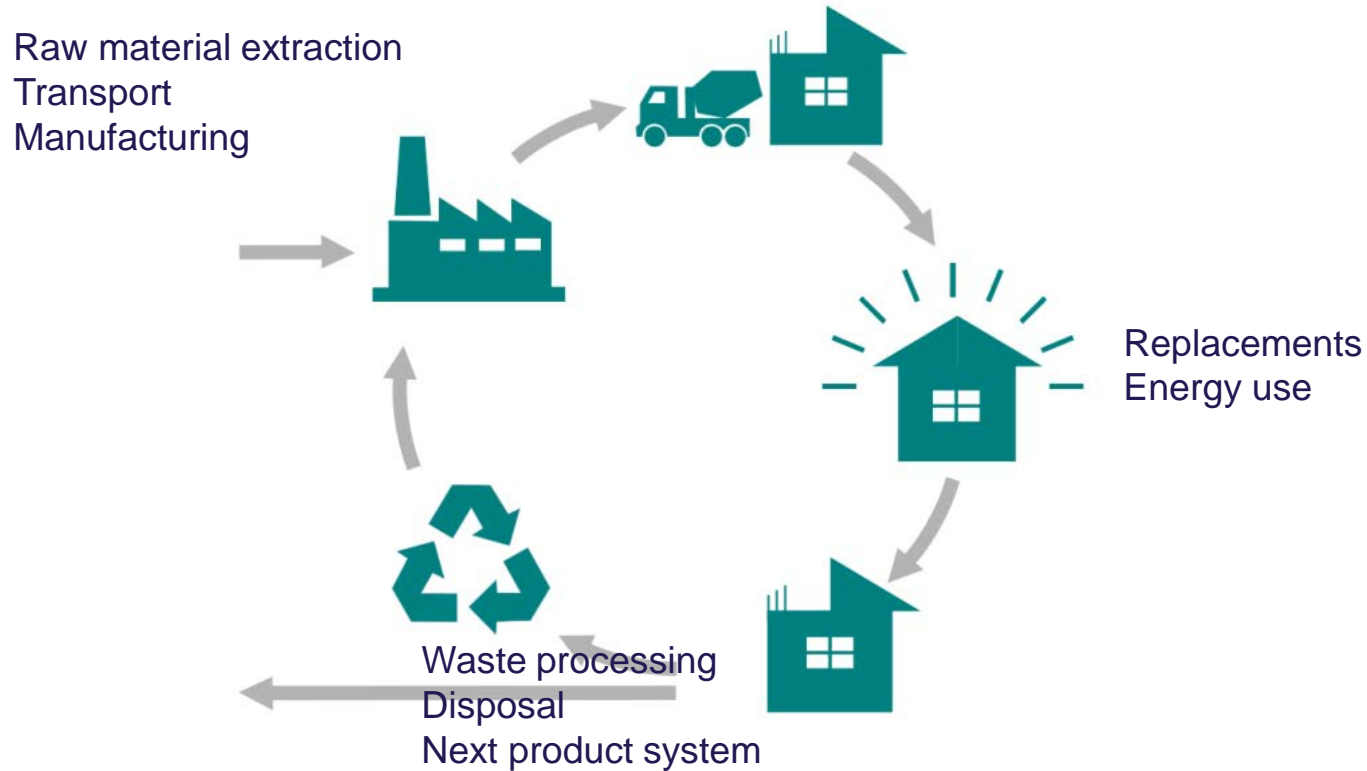 Raw material extraction
Transport
Manufacturing
Replacements
Energy use
Waste processing
Disposal
Next product system